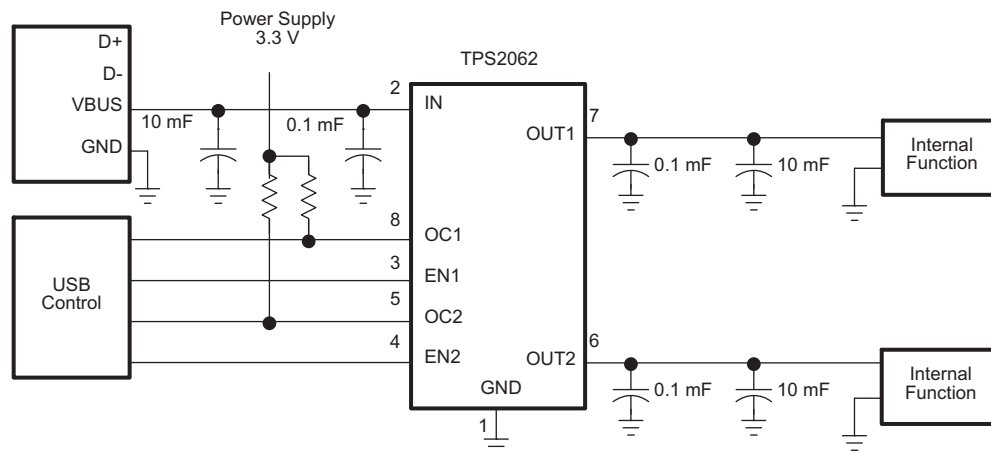 Power Supply
3.3 V
D+
D-
VBUS
GND
10 mF
0.1 mF
TPS2062
2
IN
7
OUT1
0.1 mF
10 mF
Internal
Function
USB
Control
8
OC1
3
EN1
5
OC2
4
EN2
6
OUT2
GND
1
0.1 mF
10 mF
Internal
Function